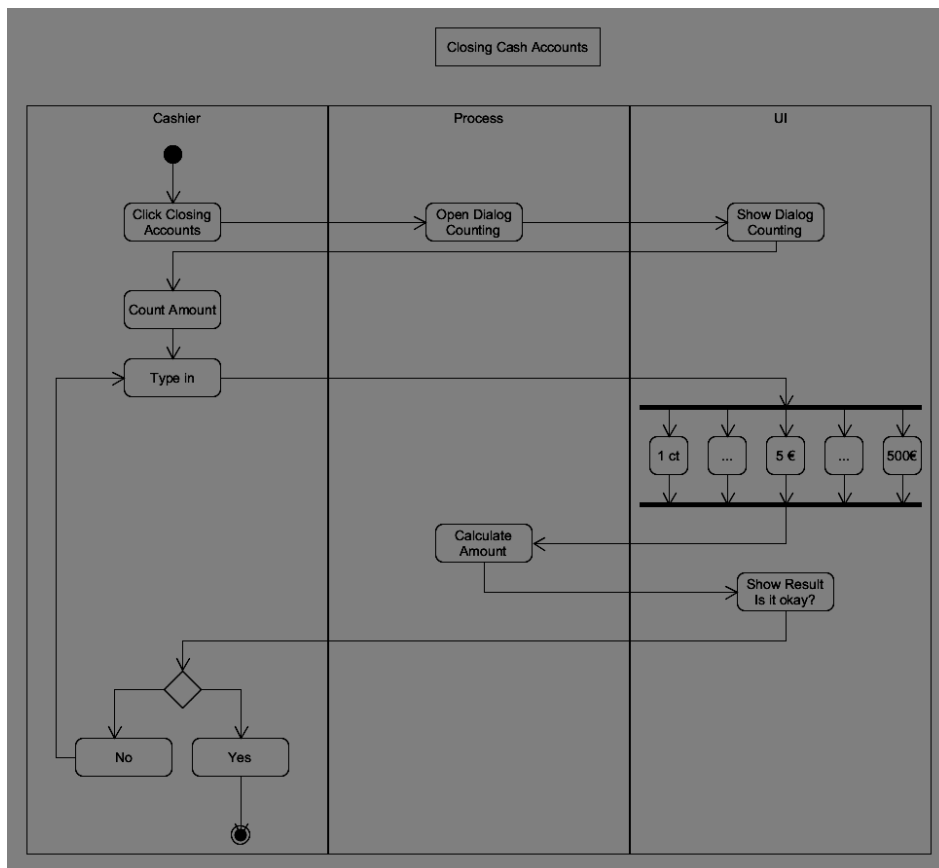 Closing Cash Accounts
Cashier
Process
UI
Click Closing
Accounts
Open Dialog
Counting
Show Dialog
Counting
Count Amount
Type in
1 ct
...
5 €
...
500€
Calculate
Amount
Show Result
Is it okay?
No
Yes